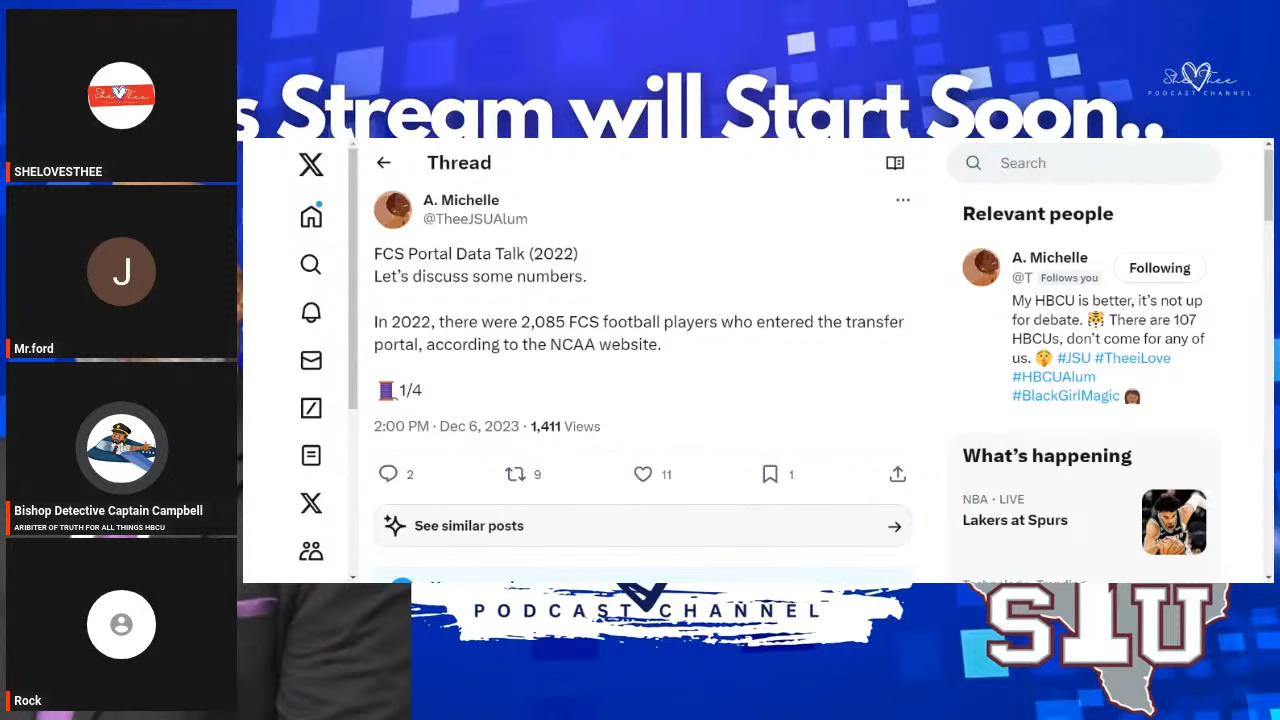 s Stream will Start Soon..
SheLovesThee
PODCAST CHANNEL
SHELOVESTHEE
J
Mr.ford
Bishop Detective Captain Campbell
ARIBITER OF TRUTH FOR ALL THINGS HBCU
Rock
Thread
A. Michelle
@TheeJSUAlum
FCS Portal Data Talk (2022)
Let's discuss some numbers.
In 2022, there were 2,085 FCS football players who entered the transfer
portal, according to the NCAA website.
🧵1/4
2:00 PM · Dec 6, 2023 · 1,411 Views
2 9 11 1
See similar posts
Search
Relevant people
A. Michelle
Following
@T Follows you
My HBCU is better, it's not up
for debate. 🐯 There are 107
HBCUs, don't come for any of
us. 🤫 #JSU #TheeiLove
#HBCUAlum
#BlackGirlMagic 👩🏾
What's happening
NBA · LIVE
Lakers at Spurs
PODCAST CHANNEL